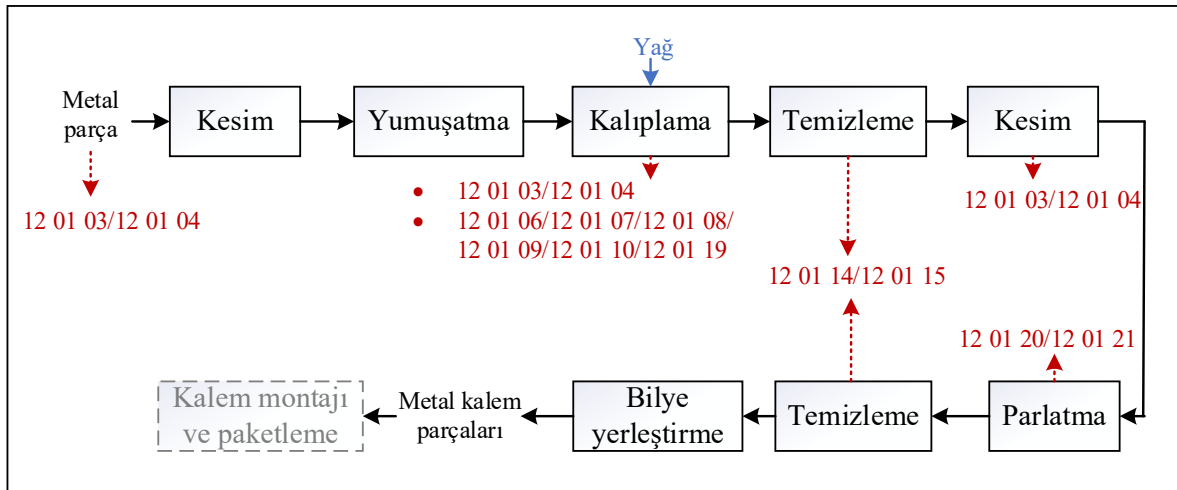 Yağ
Metal
parça
Kesim
Yumuşatma
Kalıplama
Temizleme
Kesim
12 01 03/12 01 04
• 12 01 03/12 01 04
• 12 01 06/12 01 07/12 01 08/
12 01 09/12 01 10/12 01 19
12 01 03/12 01 04
12 01 14/12 01 15
12 01 20/12 01 21
Kalem montajı
ve paketleme
Metal kalem
parçaları
Bilye
yerleştirme
Temizleme
Parlatma